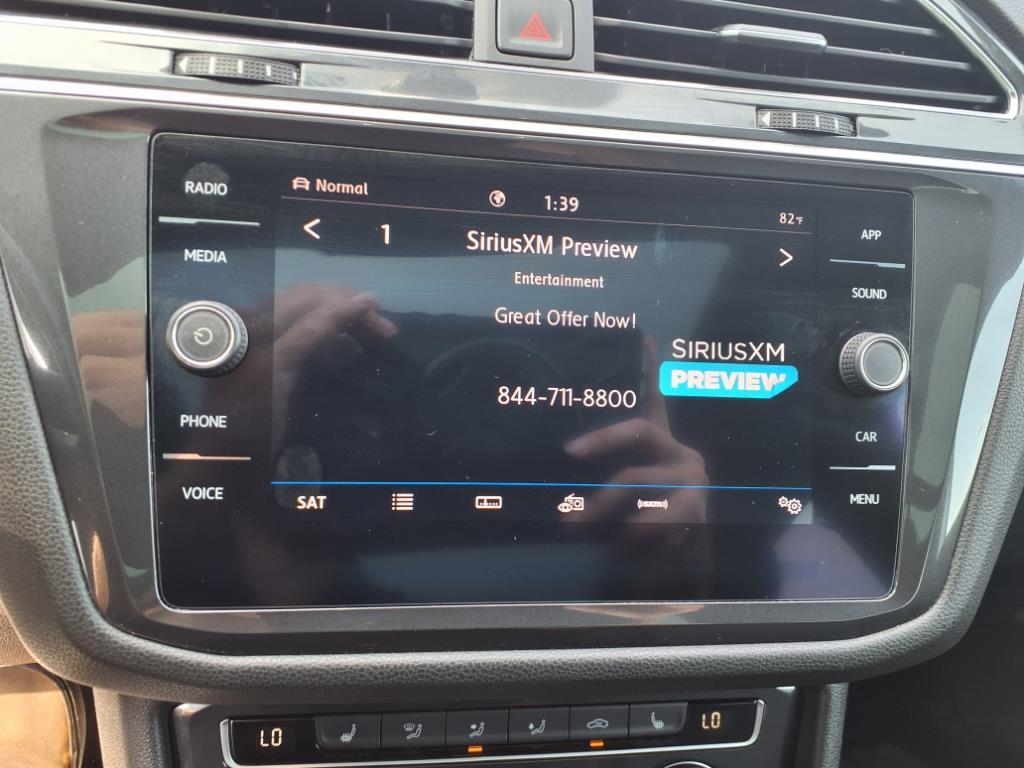 RADIO
MEDIA
PHONE
VOICE
Normal
1:39
82°F
1
SiriusXM Preview
Entertainment
Great Offer Now!
844-711-8800
SIRIUSXM
PREVIEW
SAT
APP
SOUND
CAR
MENU
LO
LO